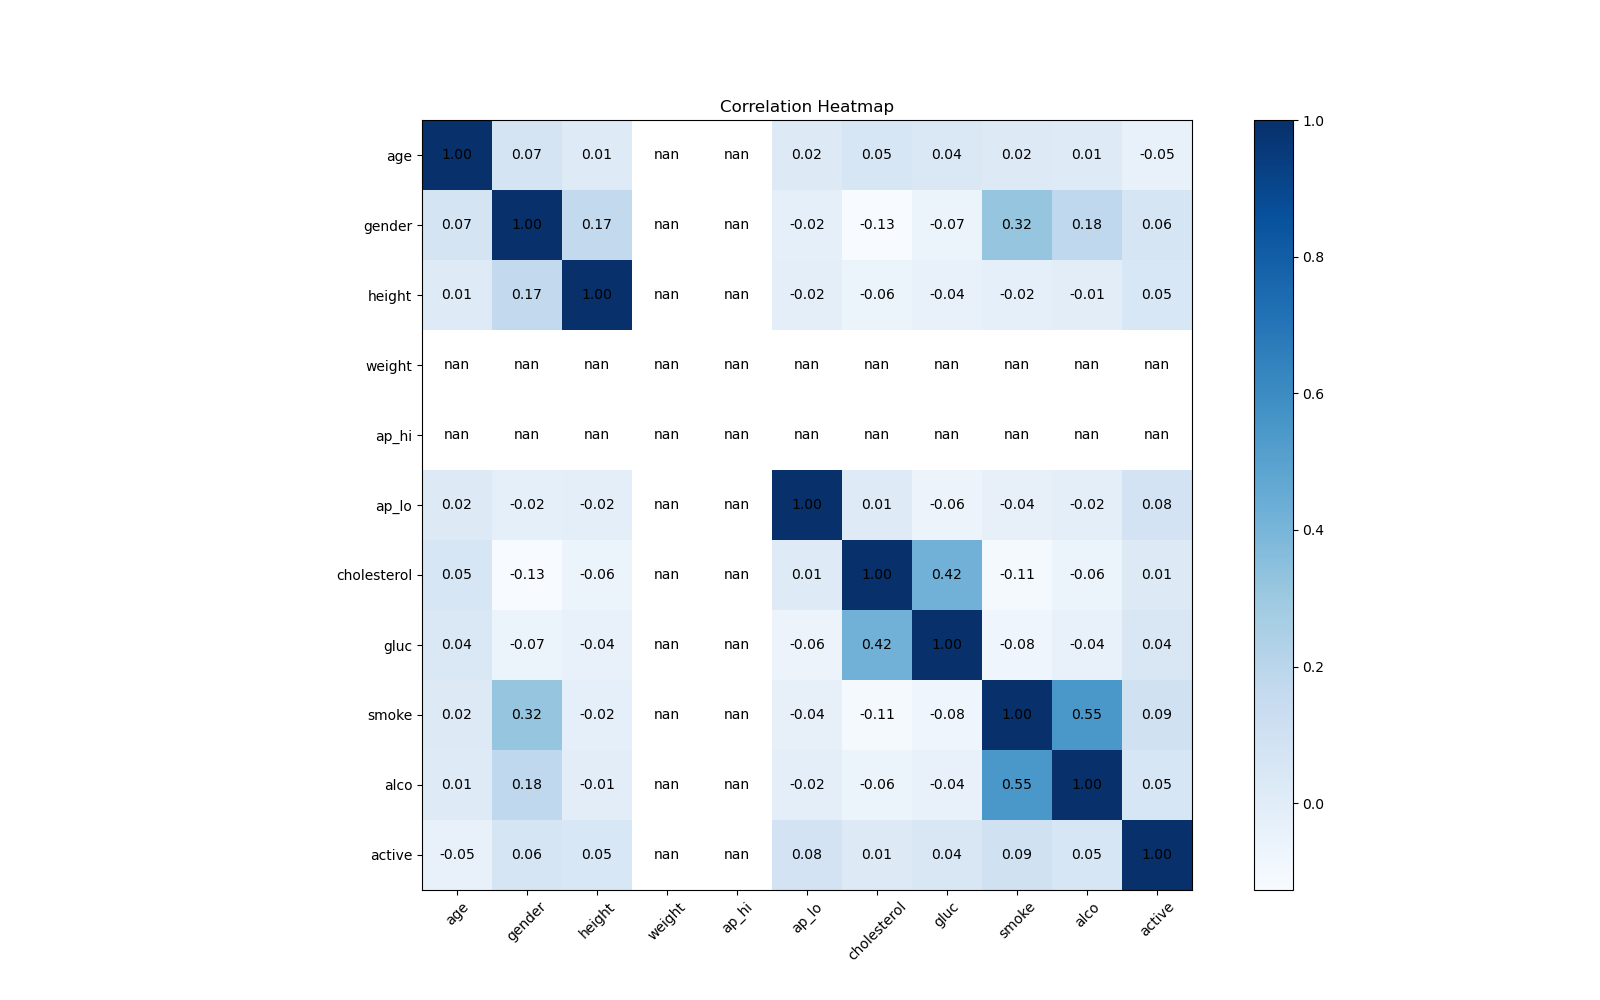 Correlation Heatmap
age 1.00 0.07 0.01 nan nan 0.02 0.05 0.04 0.02 0.01 -0.05
gender 0.07 1.00 0.17 nan nan -0.02 -0.13 -0.07 0.32 0.18 0.06
height 0.01 0.17 1.00 nan nan -0.02 -0.06 -0.04 -0.02 -0.01 0.05
weight nan nan nan nan nan nan nan nan nan nan nan
ap_hi nan nan nan nan nan nan nan nan nan nan nan
ap_lo 0.02 -0.02 -0.02 nan nan 1.00 0.01 -0.06 -0.04 -0.02 0.08
cholesterol 0.05 -0.13 -0.06 nan nan 0.01 1.00 0.42 -0.11 -0.06 0.01
gluc 0.04 -0.07 -0.04 nan nan -0.06 0.42 1.00 -0.08 -0.04 0.04
smoke 0.02 0.32 -0.02 nan nan -0.04 -0.11 -0.08 1.00 0.55 0.09
alco 0.01 0.18 -0.01 nan nan -0.02 -0.06 -0.04 0.55 1.00 0.05
active -0.05 0.06 0.05 nan nan 0.08 0.01 0.04 0.09 0.05 1.00
age gender height weight ap_hi ap_lo cholesterol gluc smoke alco active
1.0
0.8
0.6
0.4
0.2
0.0